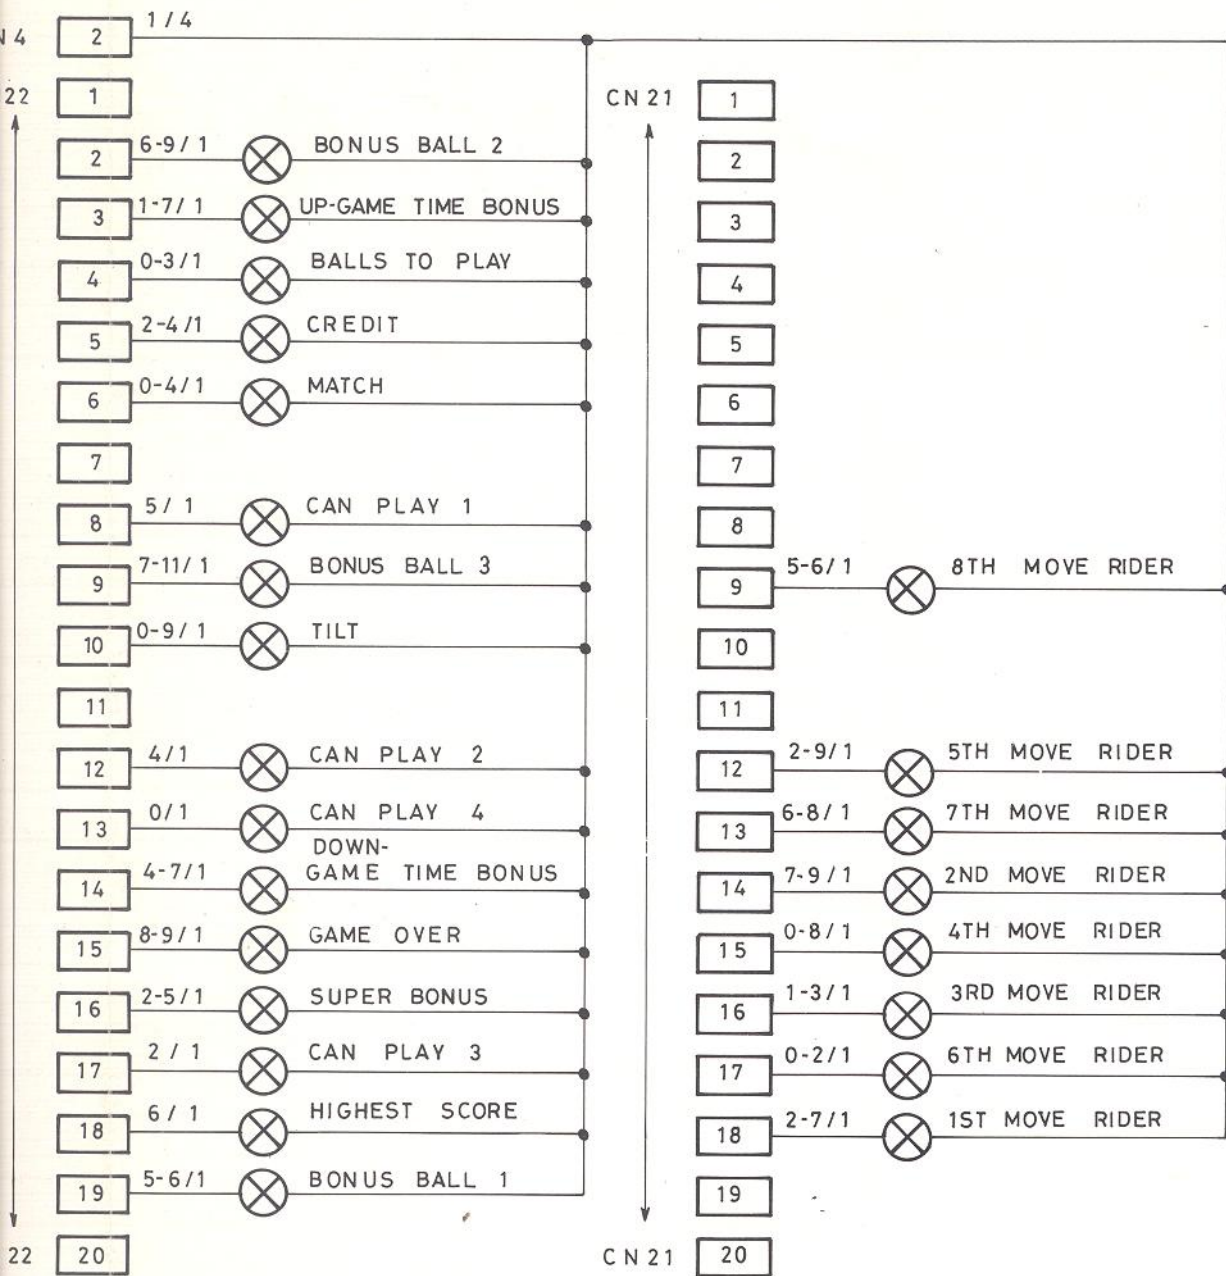 N4 2 1/4
22 1
2 6-9/1 BONUS BALL 2
3 1-7/1 UP-GAME TIME BONUS
4 0-3/1 BALLS TO PLAY
5 2-4/1 CREDIT
6 0-4/1 MATCH
7
8 5/1 CAN PLAY 1
9 7-11/1 BONUS BALL 3
10 0-9/1 TILT
11
12 4/1 CAN PLAY 2
13 0/1 CAN PLAY 4
DOWN-
14 4-7/1 GAME TIME BONUS
15 8-9/1 GAME OVER
16 2-5/1 SUPER BONUS
17 2/1 CAN PLAY 3
18 6/1 HIGHEST SCORE
19 5-6/1 BONUS BALL 1
22 20
CN21 1
2
3
4
5
6
7
8
9 5-6/1 8TH MOVE RIDER
10
11
12 2-9/1 5TH MOVE RIDER
13 6-8/1 7TH MOVE RIDER
14 7-9/1 2ND MOVE RIDER
15 0-8/1 4TH MOVE RIDER
16 1-3/1 3RD MOVE RIDER
17 0-2/1 6TH MOVE RIDER
18 2-7/1 1ST MOVE RIDER
19
CN21 20